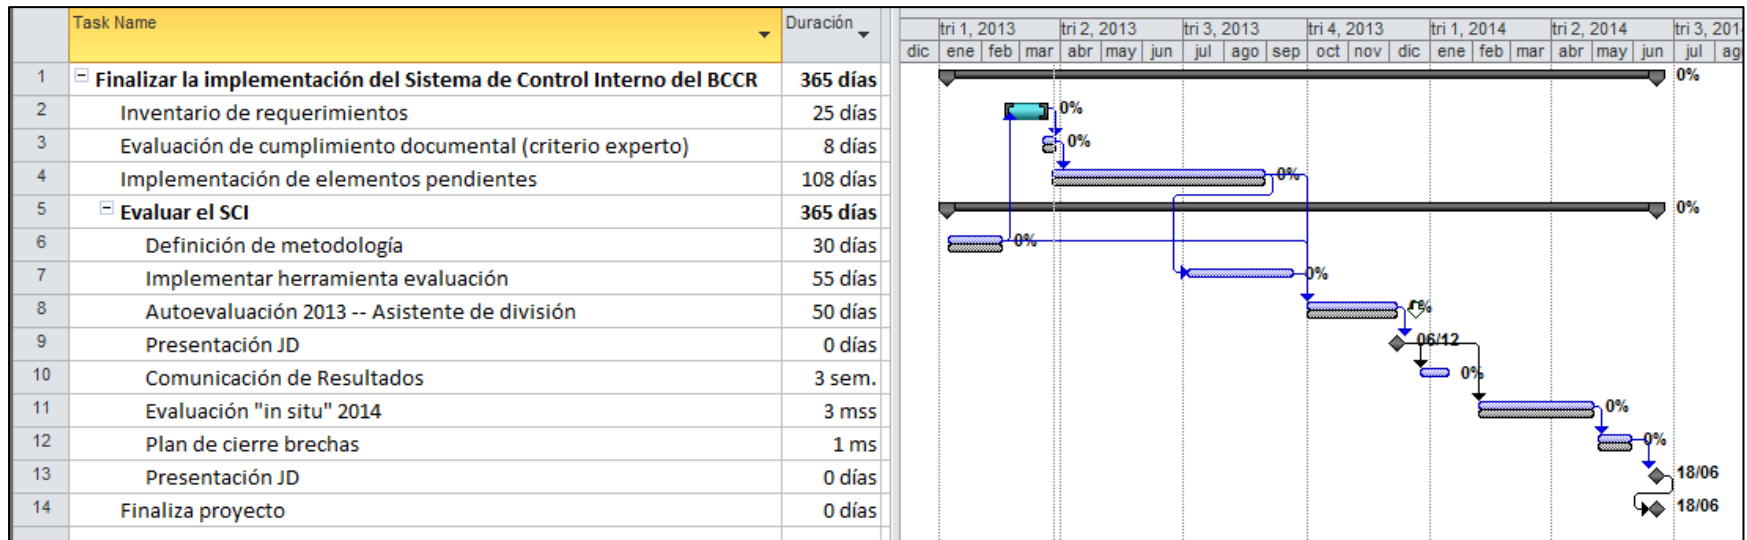 Task Name Duración tri 1, 2013 tri 2, 2013 tri 3, 2013 tri 4, 2013 tri 1, 2014 tri 2, 2014 tri 3, 201
dic ene feb mar abr may jun jul ago sep oct nov dic ene feb mar abr may jun jul ag
1 Finalizar la implementación del Sistema de Control Interno del BCCR 365 días 0%
2 Inventario de requerimientos 25 días 0%
3 Evaluación de cumplimiento documental (criterio experto) 8 días 0%
4 Implementación de elementos pendientes 108 días 0%
5 Evaluar el SCI 365 días 0%
6 Definición de metodología 30 días 0%
7 Implementar herramienta evaluación 55 días 0%
8 Autoevaluación 2013 -- Asistente de división 50 días 0%
9 Presentación JD 0 días 06/12
10 Comunicación de Resultados 3 sem. 0%
11 Evaluación "in situ" 2014 3 mss 0%
12 Plan de cierre brechas 1 ms 0%
13 Presentación JD 0 días 18/06
14 Finaliza proyecto 0 días 18/06